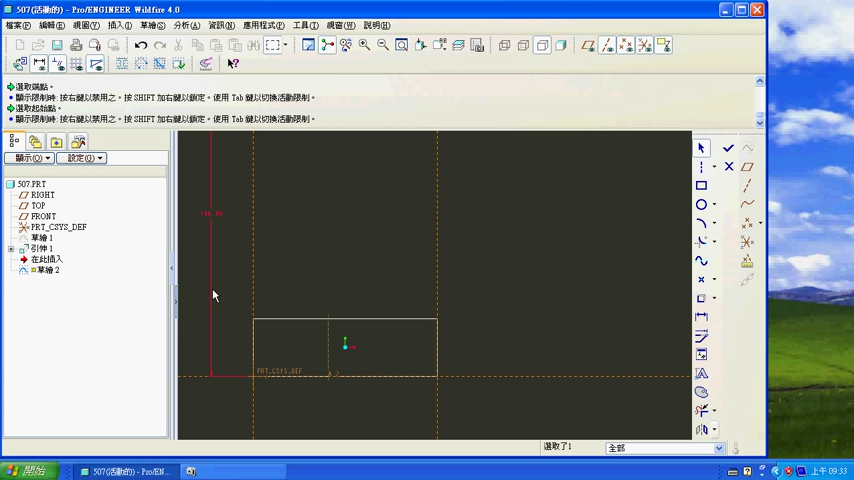 507(活動的) - Pro/ENGINEER Wildfire 4.0
檔案(F) 編輯(E) 視圖(V) 插入(I) 草繪(S) 分析(A) 資訊(N) 應用程式(P) 工具(T) 視窗(W) 說明(H)
選取端點。
顯示限制時: 按右鍵以禁用之。按 SHIFT 加右鍵以鎖定。使用 Tab 鍵以切換活動限制。
選取起始點。
顯示限制時: 按右鍵以禁用之。按 SHIFT 加右鍵以鎖定。使用 Tab 鍵以切換活動限制。
顯示(O) 設定(G)
507.PRT
RIGHT
TOP
FRONT
PRT_CSYS_DEF
草繪 1
引伸 1
在此插入
草繪 2
PRT_CSYS_DEF
選取了1 全部
開始 507(活動的) - Pro/EN... 上午 09:33